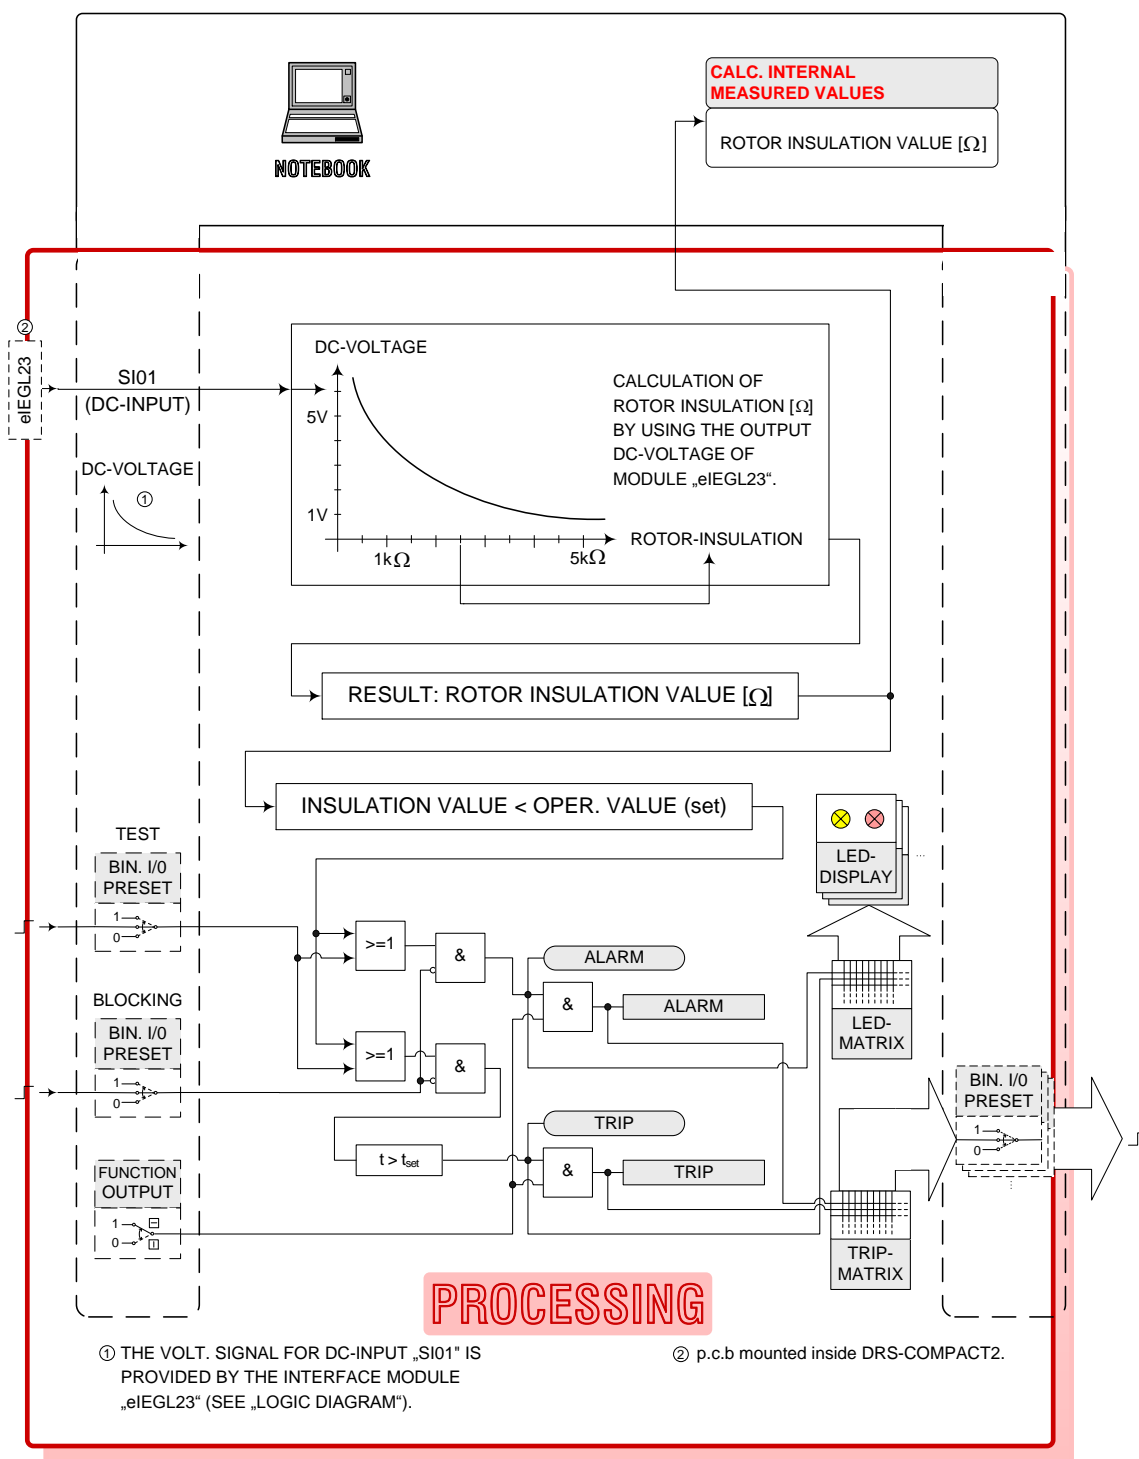 CALC. INTERNAL
MEASURED VALUES
ROTOR INSULATION VALUE [Ω]
NOTEBOOK
②
eIEGL23
SI01
(DC-INPUT)
DC-VOLTAGE
①
DC-VOLTAGE
5V
1V
1kΩ
5kΩ
ROTOR-INSULATION
CALCULATION OF
ROTOR INSULATION [Ω]
BY USING THE OUTPUT
DC-VOLTAGE OF
MODULE „eIEGL23“.
RESULT: ROTOR INSULATION VALUE [Ω]
INSULATION VALUE < OPER. VALUE (set)
TEST
BIN. I/0
PRESET
1
0
BLOCKING
BIN. I/0
PRESET
1
0
FUNCTION
OUTPUT
1
0
>=1
&
>=1
&
t > tset
ALARM
&
ALARM
TRIP
&
TRIP
LED-
DISPLAY
...
LED-
MATRIX
BIN. I/0
PRESET
1
0
...
TRIP-
MATRIX
PROCESSING
① THE VOLT. SIGNAL FOR DC-INPUT „SI01" IS
PROVIDED BY THE INTERFACE MODULE
„eIEGL23“ (SEE „LOGIC DIAGRAM“).
② p.c.b mounted inside DRS-COMPACT2.